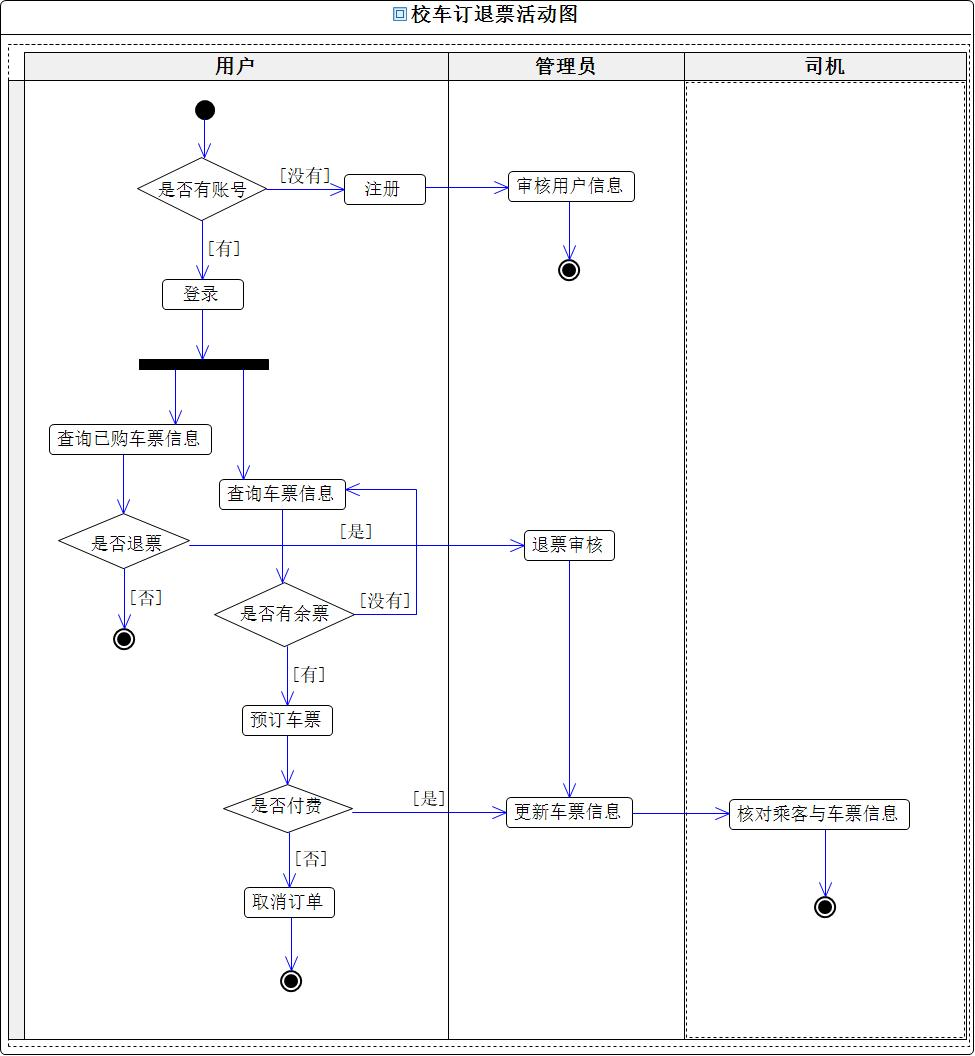 校车订退票活动图
用户
管理员
司机
[没有]
是否有账号
注册
审核用户信息
[有]
登录
查询已购车票信息
查询车票信息
[是]
是否退票
退票审核
[否]
[没有]
是否有余票
[有]
预订车票
[是]
是否付费
更新车票信息
核对乘客与车票信息
[否]
取消订单